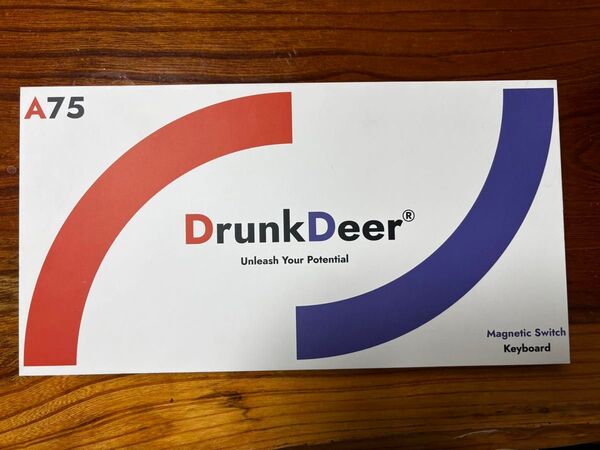 A75
DrunkDeer®
Unleash Your Potential
Magnetic Switch
Keyboard